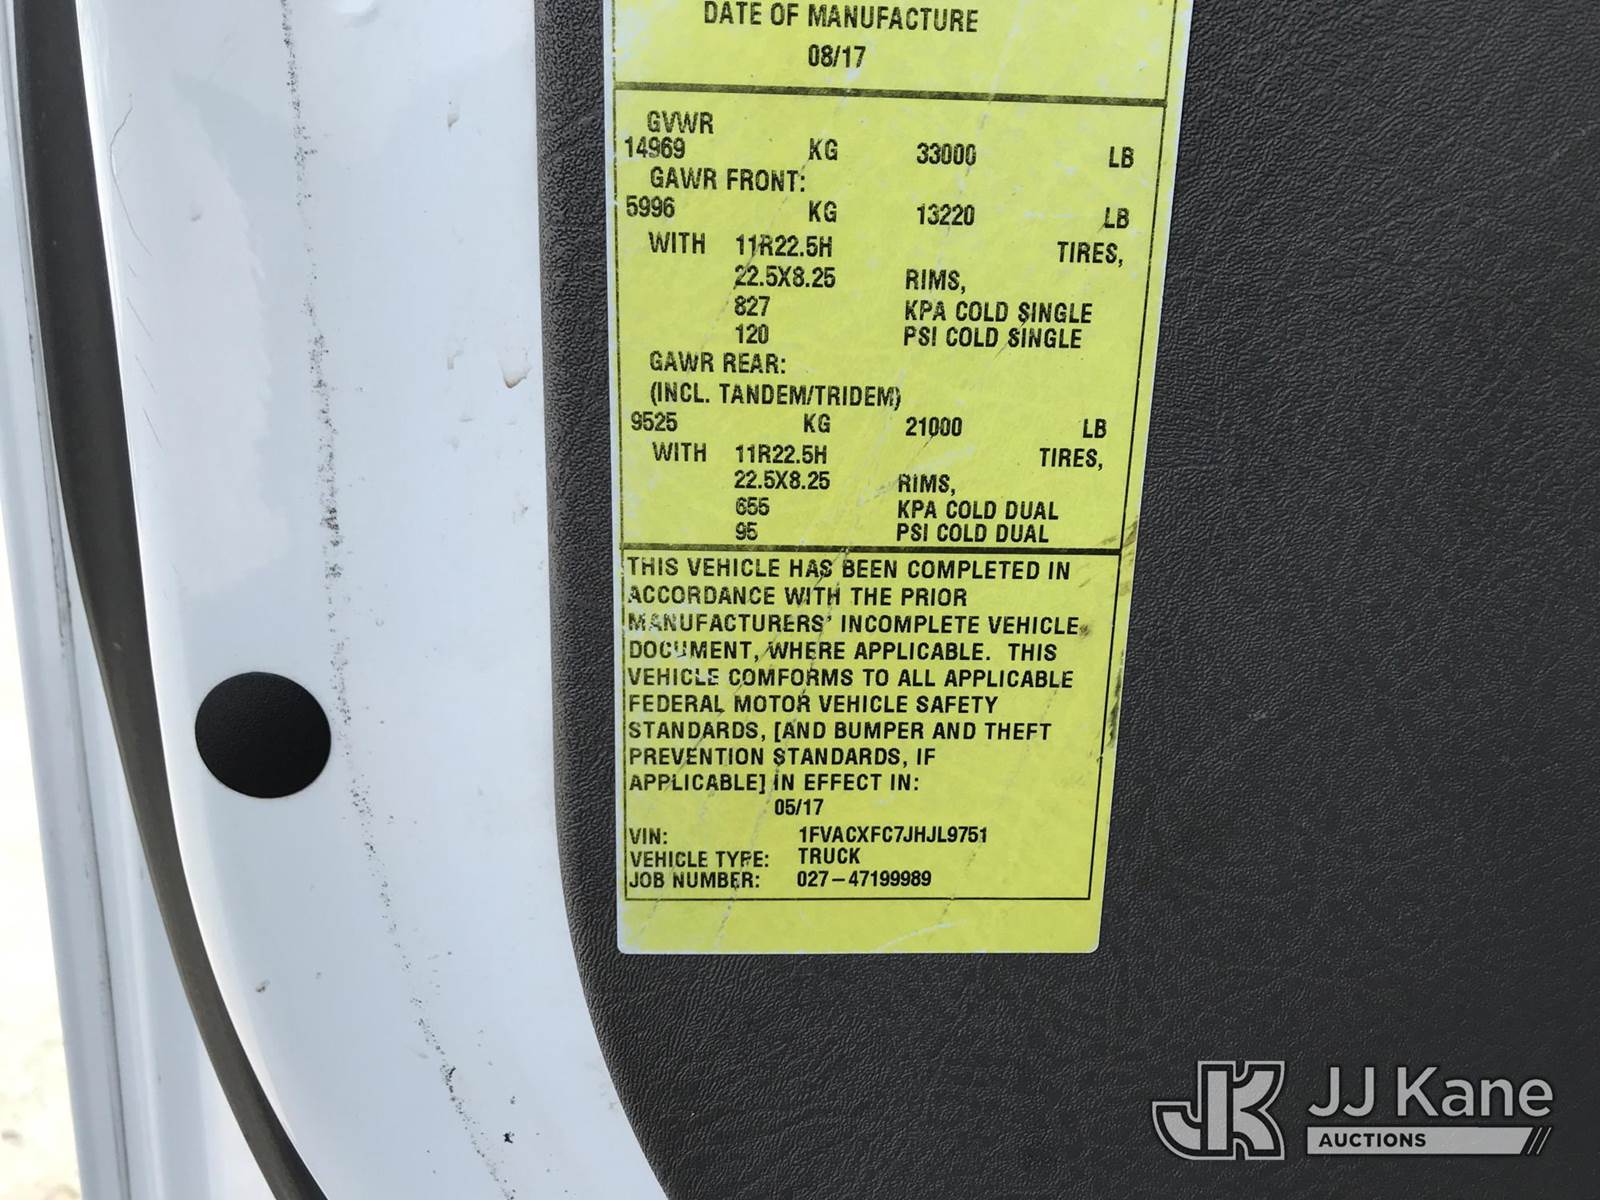 DATE OF MANUFACTURE
08/17
GVWR
14969 KG 33000 LB
GAWR FRONT:
5996 KG 13220 LB
WITH 11R22.5H TIRES,
22.5X8.25 RIMS,
827 KPA COLD SINGLE
120 PSI COLD SINGLE
GAWR REAR:
(INCL. TANDEM/TRIDEM)
9525 KG 21000 LB
WITH 11R22.5H TIRES,
22.5X8.25 RIMS,
655 KPA COLD DUAL
95 PSI COLD DUAL
THIS VEHICLE HAS BEEN COMPLETED IN
ACCORDANCE WITH THE PRIOR
MANUFACTURERS' INCOMPLETE VEHICLE
DOCUMENT, WHERE APPLICABLE. THIS
VEHICLE COMFORMS TO ALL APPLICABLE
FEDERAL MOTOR VEHICLE SAFETY
STANDARDS, [AND BUMPER AND THEFT
PREVENTION STANDARDS, IF
APPLICABLE] IN EFFECT IN:
05/17
VIN: 1FVACXFC7JHJL9751
VEHICLE TYPE: TRUCK
JOB NUMBER: 027-47199989
JK JJ Kane
AUCTIONS